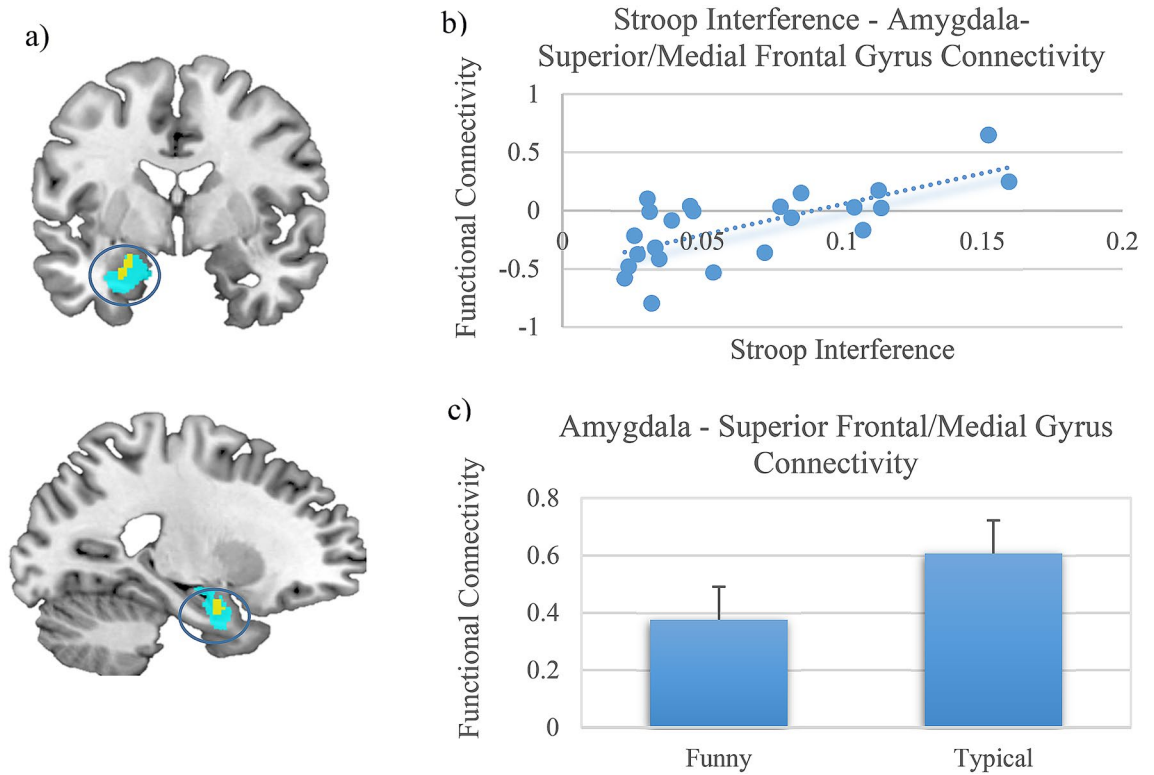 a)
b)
Stroop Interference - Amygdala-
Superior/Medial Frontal Gyrus Connectivity
Functional Connectivity
1
0.5
0
-0.5
-1
0
0.05
0.1
0.15
0.2
Stroop Interference
c)
Amygdala - Superior Frontal/Medial Gyrus
Connectivity
Functional Connectivity
0.8
0.6
0.4
0.2
0
Funny
Typical